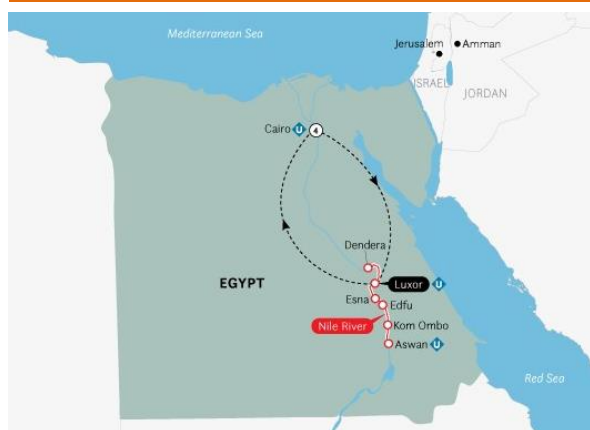 Mediterranean Sea
Jerusalem
Amman
ISRAEL
JORDAN
Cairo U 4
Dendera
EGYPT
Luxor U
Esna
Edfu
Nile River
Kom Ombo
Aswan U
Red Sea